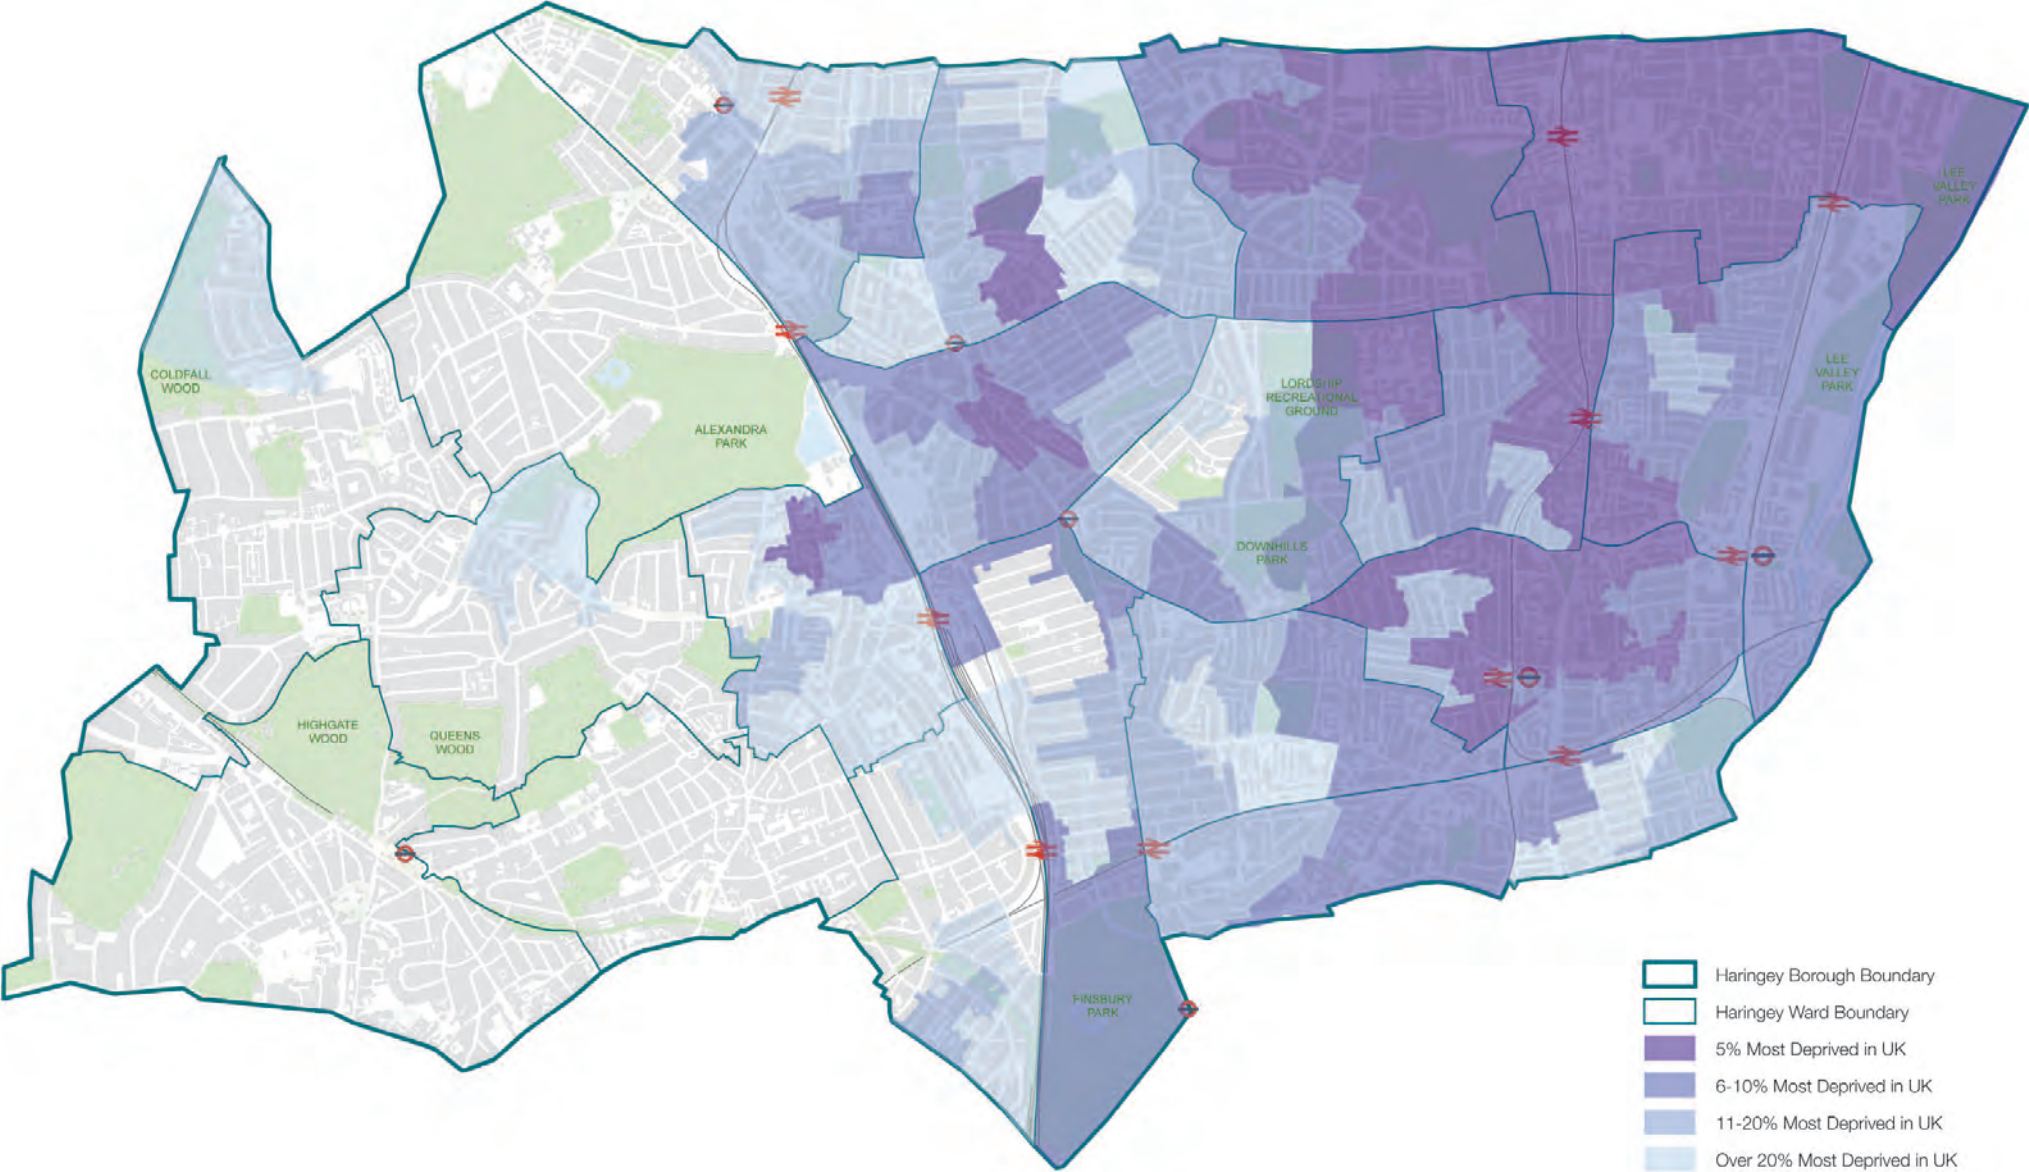 LEE
VALLEY
PARK
COLDFALL
WOOD
LEE
VALLEY
PARK
LORDSHIP
RECREATIONAL
GROUND
ALEXANDRA
PARK
DOWNHILLS
PARK
HIGHGATE
WOOD
QUEENS
WOOD
FINSBURY
PARK
Haringey Borough Boundary
Haringey Ward Boundary
5% Most Deprived in UK
6-10% Most Deprived in UK
11-20% Most Deprived in UK
Over 20% Most Deprived in UK